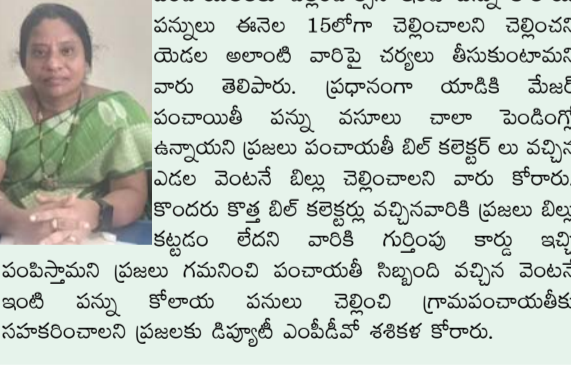 పన్నులు ఈనెల 15లోగా చెల్లించాలని చెల్లించని
యెడల అలాంటి వారిపై చర్యలు తీసుకుంటామని
వారు తెలిపారు. ప్రధానంగా యాడికి మేజర్
పంచాయితీ పన్ను వసూలు చాలా పెండింగ్లో
ఉన్నాయని ప్రజలు పంచాయతీ బిల్ కలెక్టర్ లు వచ్చిన
ఎడల వెంటనే బిల్లు చెల్లించాలని వారు కోరారు.
కొందరు కొత్త బిల్ కలెక్టర్లు వచ్చినవారికి ప్రజలు బిల్లు
కట్టడం లేదని వారికి గుర్తింపు కార్డు ఇచ్చి
పంపిస్తామని ప్రజలు గమనించి పంచాయతీ సిబ్బంది వచ్చిన వెంటనే
ఇంటి పన్ను కోలాయ పనులు చెల్లించి గ్రామపంచాయతీకు
సహకరించాలని ప్రజలకు డిప్యూటీ ఎంపీడీవో శశికళ కోరారు.